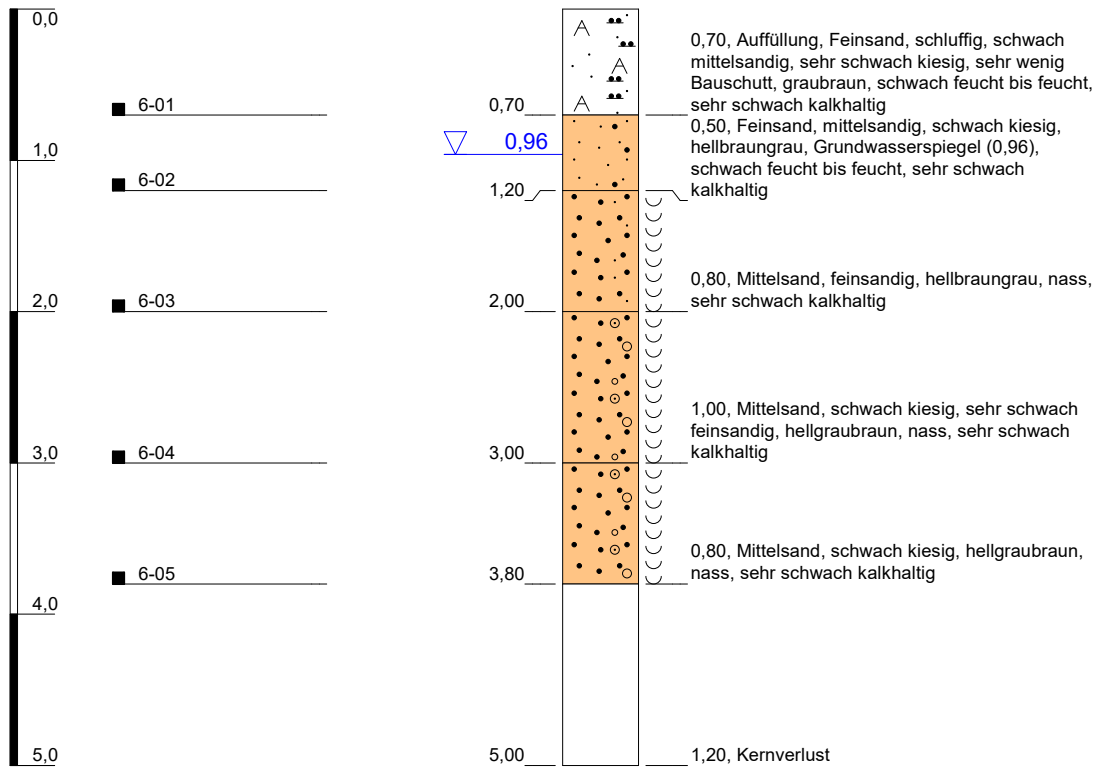 0,0
0,70, Auffüllung, Feinsand, schluffig, schwach
mittelsandig, sehr schwach kiesig, sehr wenig
Bauschutt, graubraun, schwach feucht bis feucht,
sehr schwach kalkhaltig
6-01
0,70
0,50, Feinsand, mittelsandig, schwach kiesig,
hellbraungrau, Grundwasserspiegel (0,96),
schwach feucht bis feucht, sehr schwach
kalkhaltig
0,96
1,0
6-02
1,20
0,80, Mittelsand, feinsandig, hellbraungrau, nass,
sehr schwach kalkhaltig
2,0
6-03
2,00
1,00, Mittelsand, schwach kiesig, sehr schwach
feinsandig, hellgraubraun, nass, sehr schwach
kalkhaltig
3,0
6-04
3,00
0,80, Mittelsand, schwach kiesig, hellgraubraun,
nass, sehr schwach kalkhaltig
6-05
3,80
4,0
5,0
5,00
1,20, Kernverlust